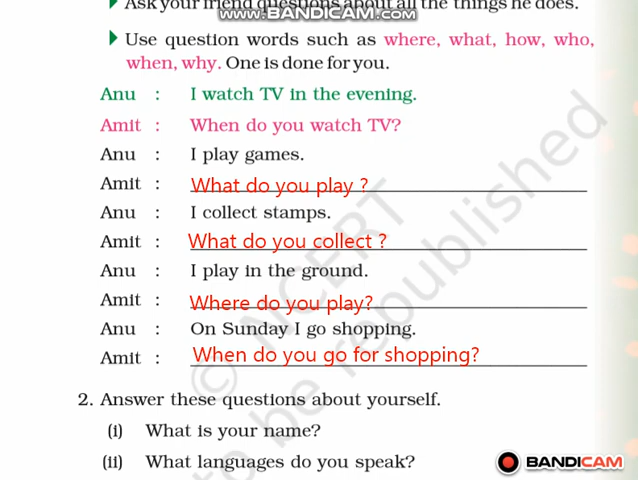 Ask your friend questions about all the things he does.
www.BANDICAM.com
Use question words such as where, what, how, who,
when, why. One is done for you.
Anu : I watch TV in the evening.
Amit : When do you watch TV?
Anu : I play games.
Amit : What do you play ?
Anu : I collect stamps.
Amit : What do you collect ?
Anu : I play in the ground.
Amit : Where do you play?
Anu : On Sunday I go shopping.
Amit : When do you go for shopping?
2. Answer these questions about yourself.
(i) What is your name?
(ii) What languages do you speak?
© NCERT
to be republished
BANDICAM